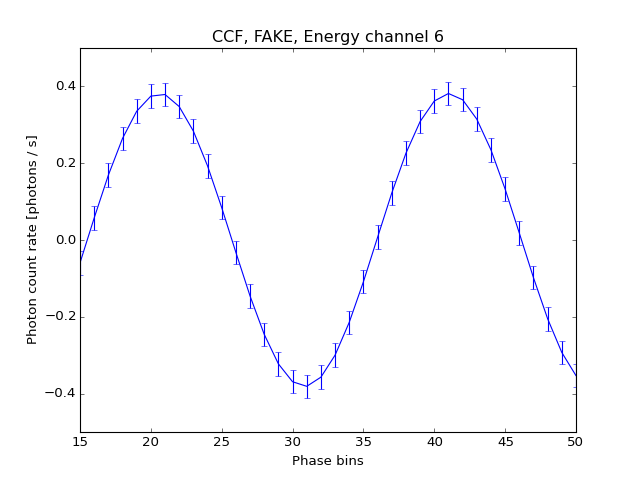 CCF, FAKE, Energy channel 6
Photon count rate [photons / s]
0.4
0.2
0.0
−0.2
−0.4
15 20 25 30 35 40 45 50
Phase bins